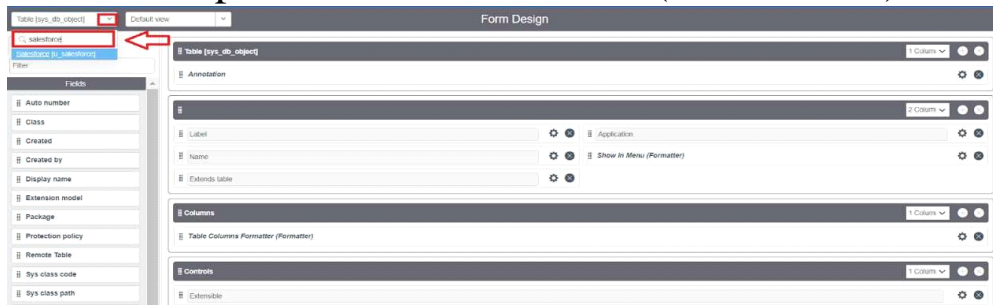 Table [sys_db_object]
Default view
Form Design
salesforce
Salesforce [u_salesforce]
Filter
Fields
Auto number
Class
Created
Created by
Display name
Extension model
Package
Protection policy
Remote Table
Sys class code
Sys class path
Table [sys_db_object]
1 Column
Annotation
2 Column
Label
Application
Name
Show in Menu (Formatter)
Extends table
Columns
1 Column
Table Columns Formatter (Formatter)
Controls
1 Column
Extensible